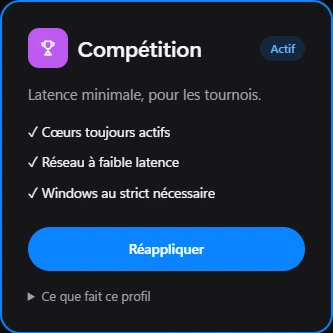 Compétition
Actif
Latence minimale, pour les tournois.
✓ Cœurs toujours actifs
✓ Réseau à faible latence
✓ Windows au strict nécessaire
Réappliquer
▶ Ce que fait ce profil